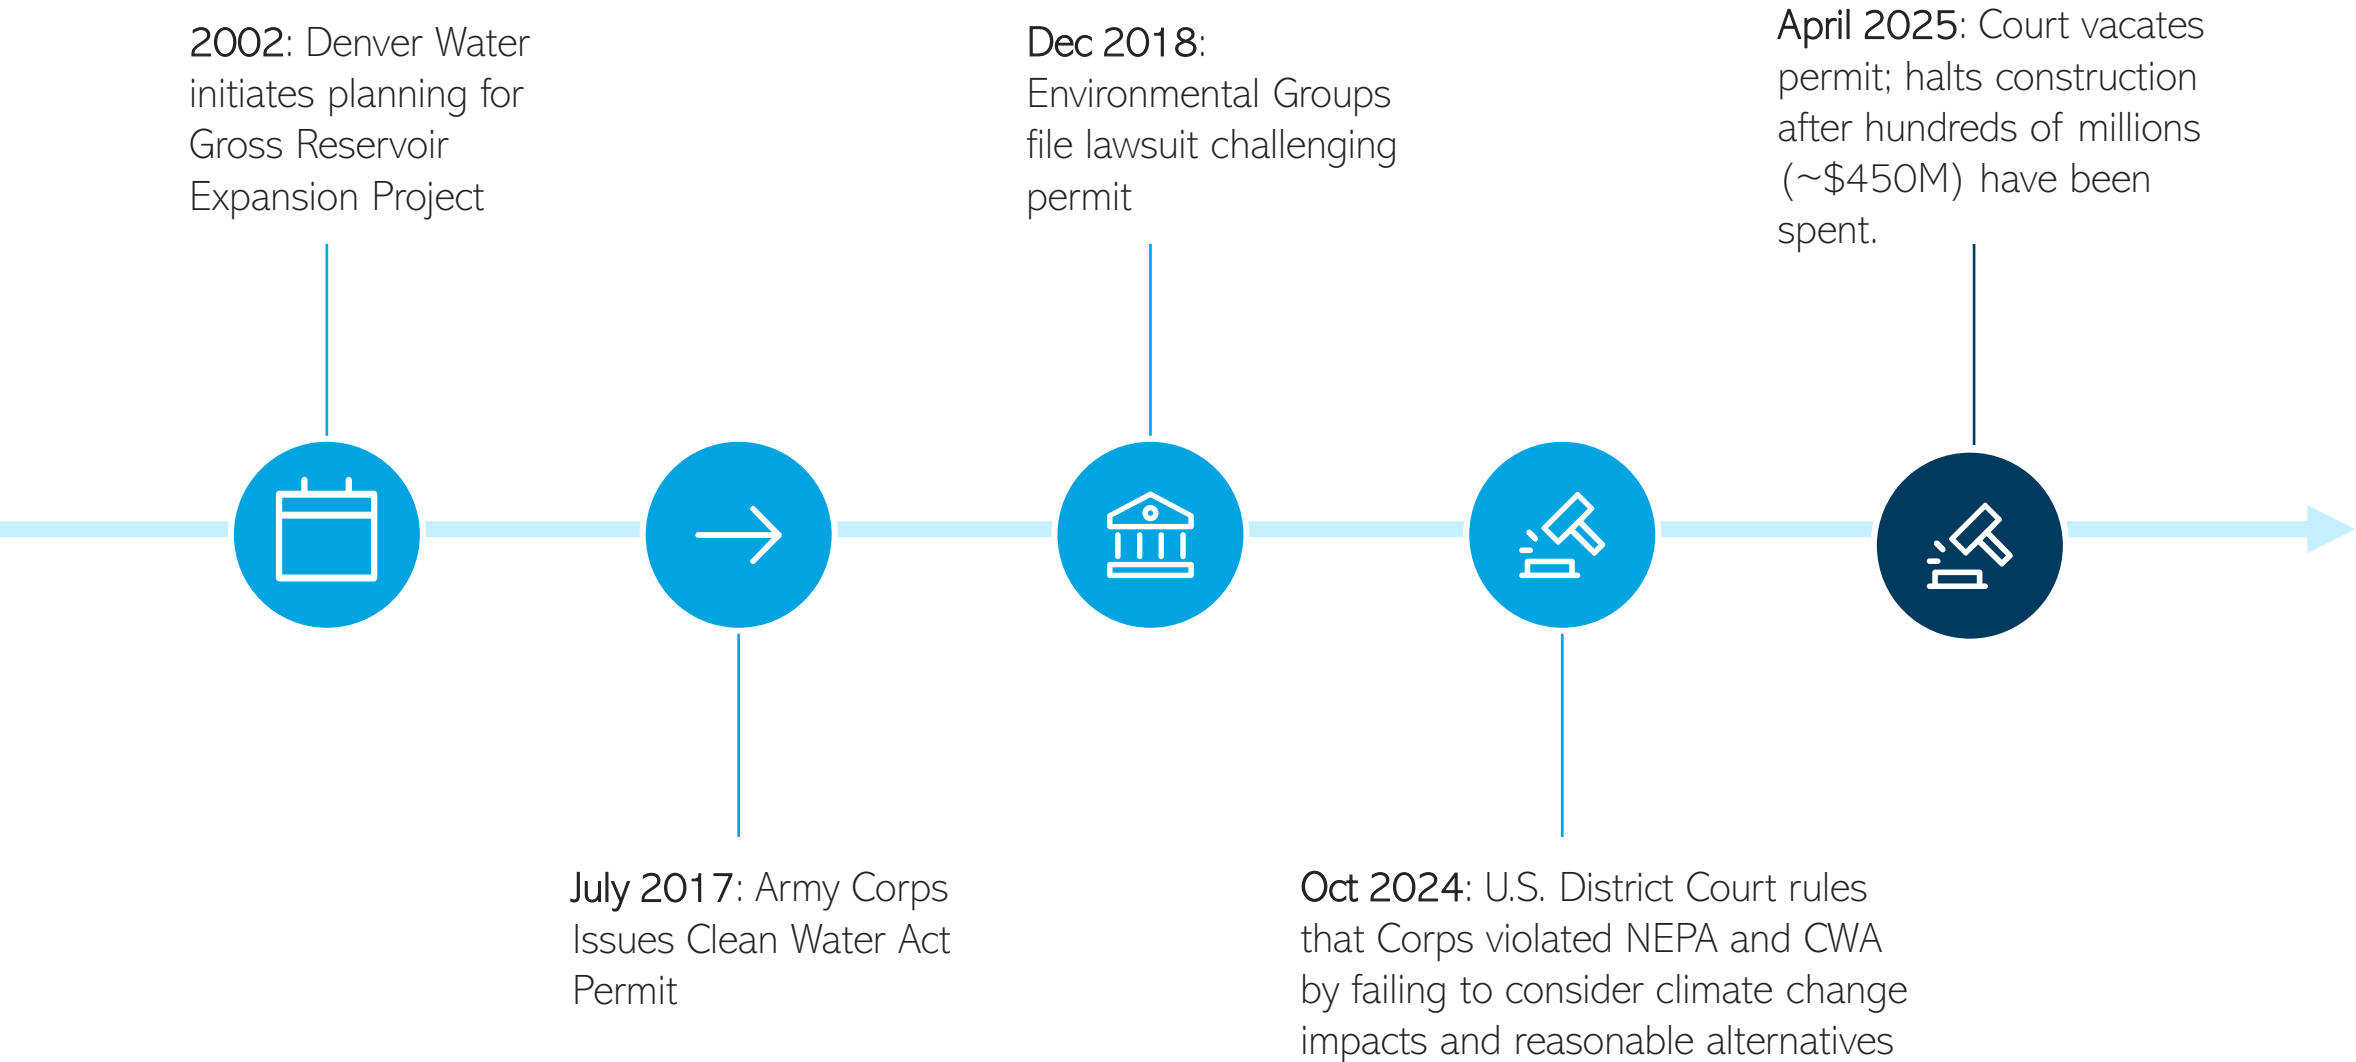 2002: Denver Water
initiates planning for
Gross Reservoir
Expansion Project
July 2017: Army Corps
Issues Clean Water Act
Permit
Dec 2018:
Environmental Groups
file lawsuit challenging
permit
Oct 2024: U.S. District Court rules
that Corps violated NEPA and CWA
by failing to consider climate change
impacts and reasonable alternatives
April 2025: Court vacates
permit; halts construction
after hundreds of millions
(~$450M) have been
spent.